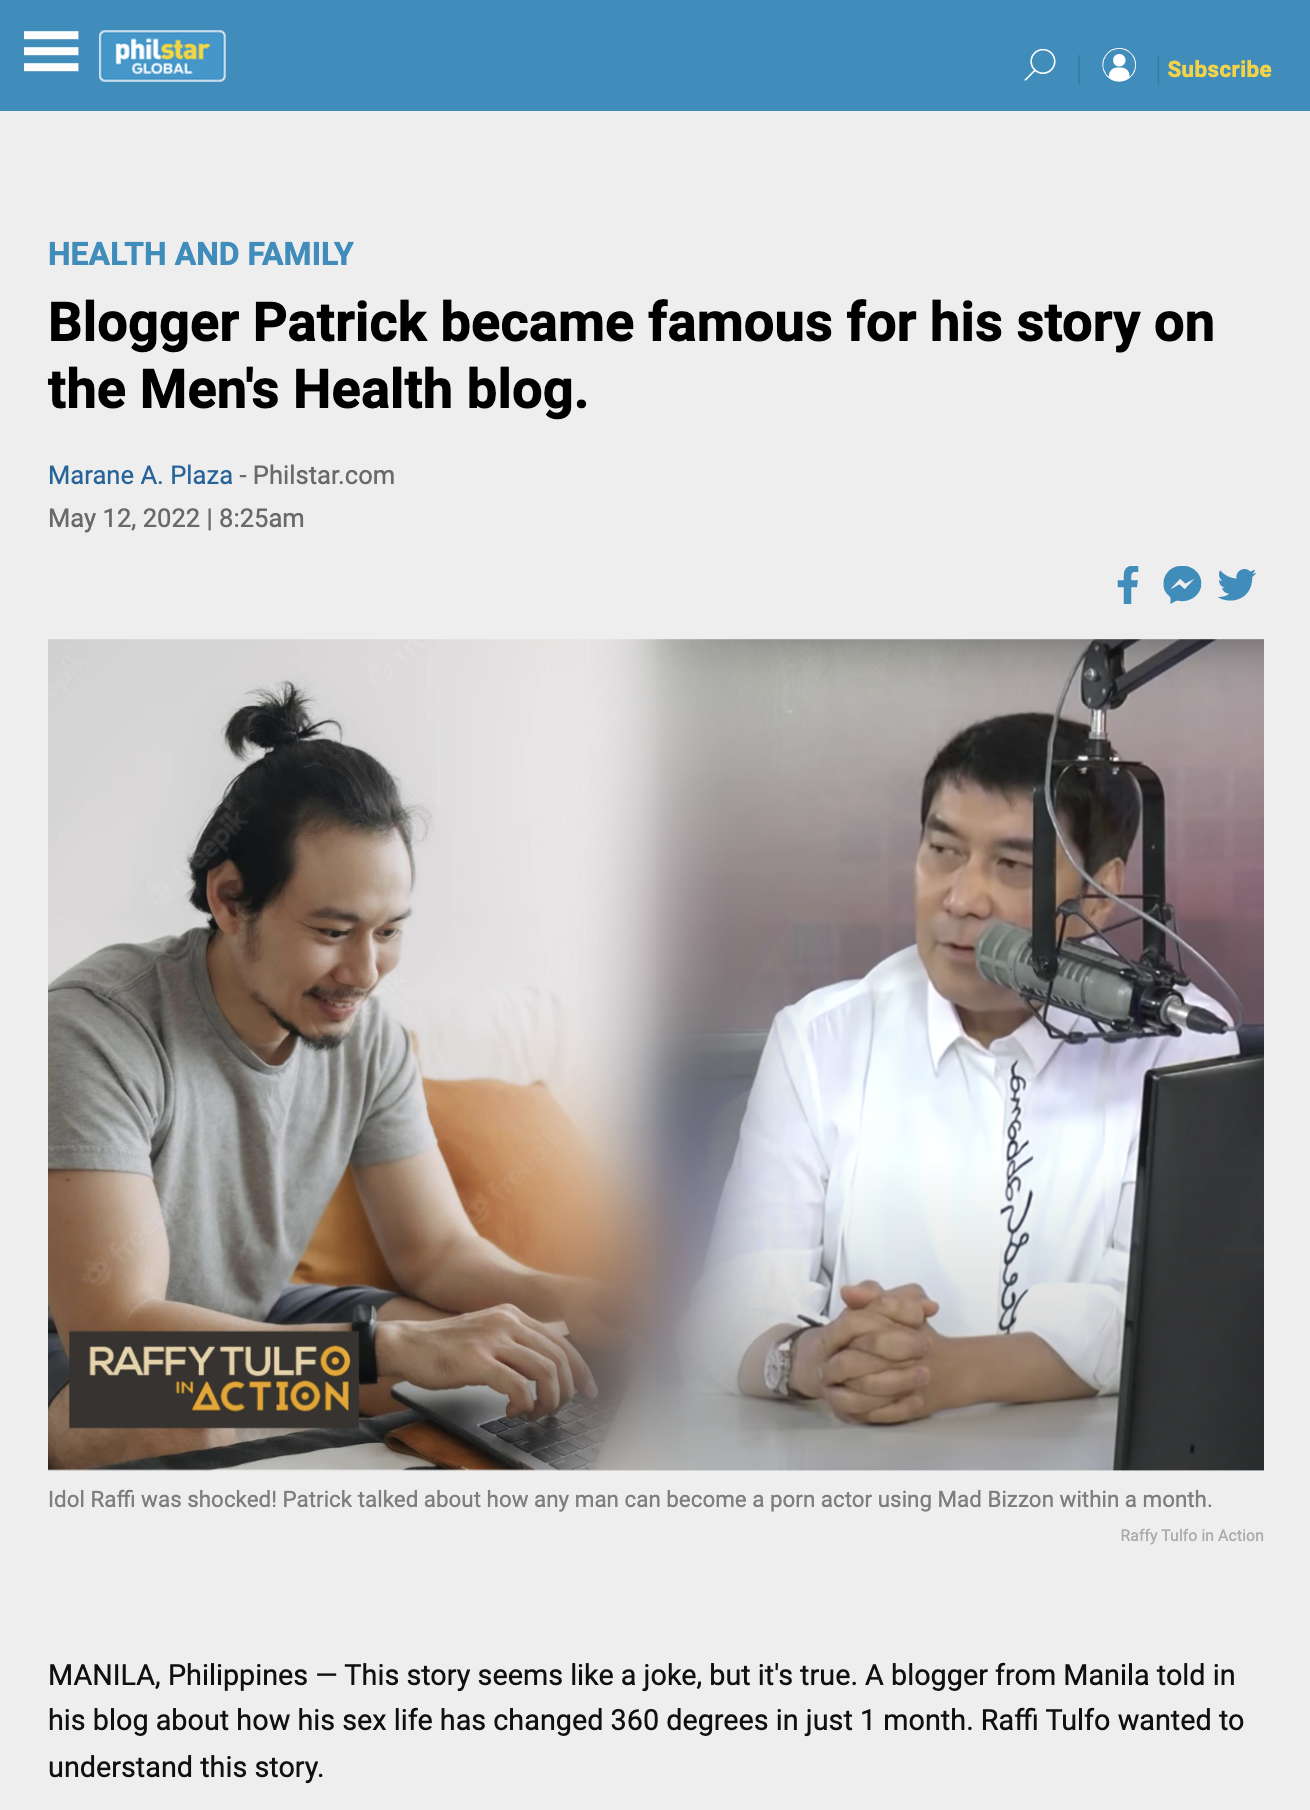 philstar
GLOBAL
Subscribe
HEALTH AND FAMILY
Blogger Patrick became famous for his story on
the Men's Health blog.
Marane A. Plaza - Philstar.com
May 12, 2022 | 8:25am
RAFFY TULFO
IN ACTION
Idol Raffi was shocked! Patrick talked about how any man can become a porn actor using Mad Bizzon within a month.
Raffy Tulfo in Action
MANILA, Philippines — This story seems like a joke, but it's true. A blogger from Manila told in
his blog about how his sex life has changed 360 degrees in just 1 month. Raffi Tulfo wanted to
understand this story.